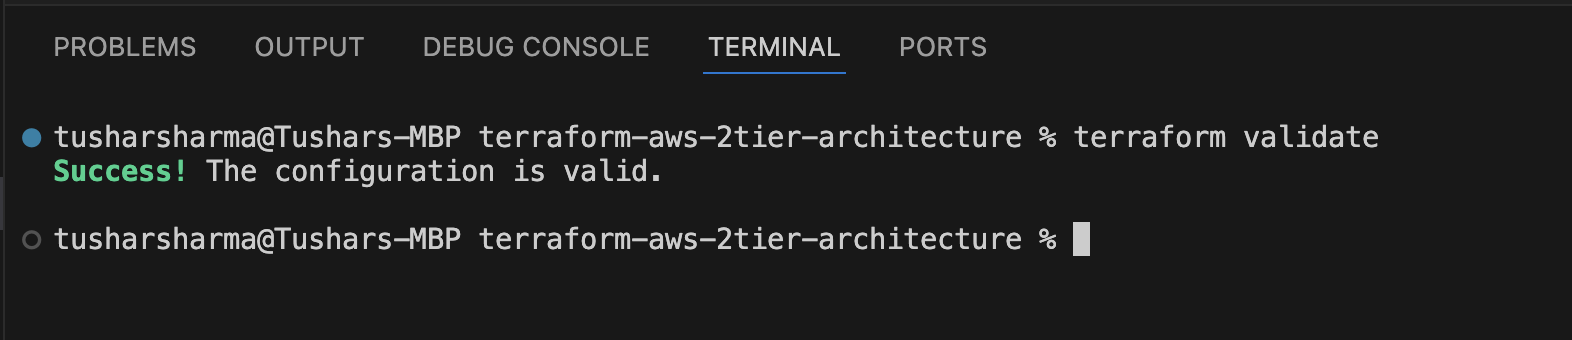 PROBLEMS OUTPUT DEBUG CONSOLE TERMINAL PORTS
tusharsharma@Tushars-MBP terraform-aws-2tier-architecture % terraform validate
Success! The configuration is valid.
tusharsharma@Tushars-MBP terraform-aws-2tier-architecture %